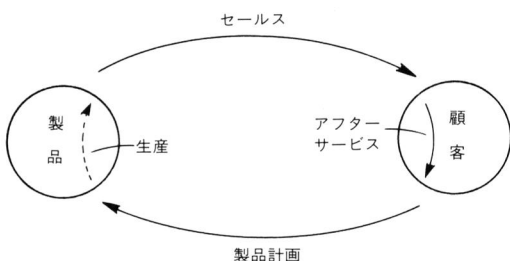 セールス
製
品
生産
アフター
サービス
顧
客
製品計画